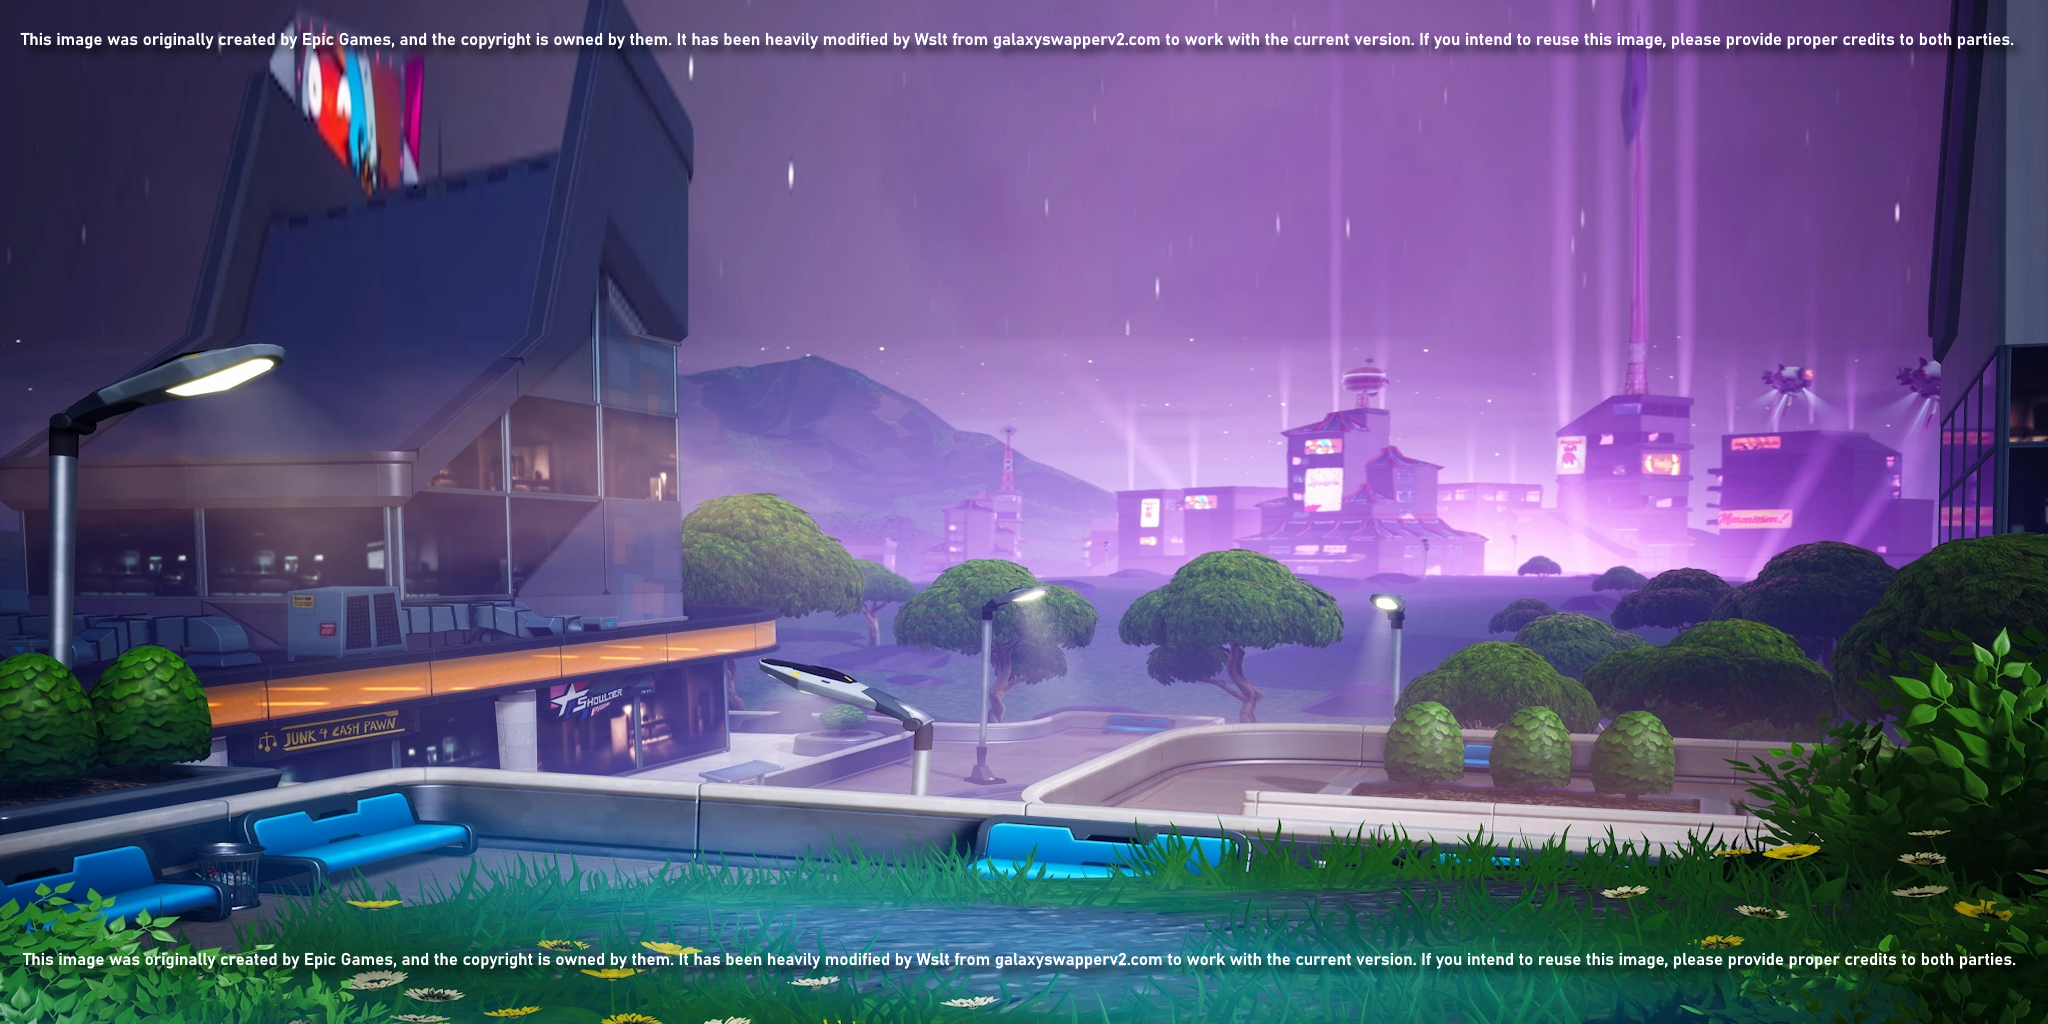 This image was originally created by Epic Games, and the copyright is owned by them. It has been heavily modified by Wslt from galaxyswapperv2.com to work with the current version. If you intend to reuse this image, please provide proper credits to both parties.
SHOULDER
JUNK 4 CASH PAWN
This image was originally created by Epic Games, and the copyright is owned by them. It has been heavily modified by Wslt from galaxyswapperv2.com to work with the current version. If you intend to reuse this image, please provide proper credits to both parties.